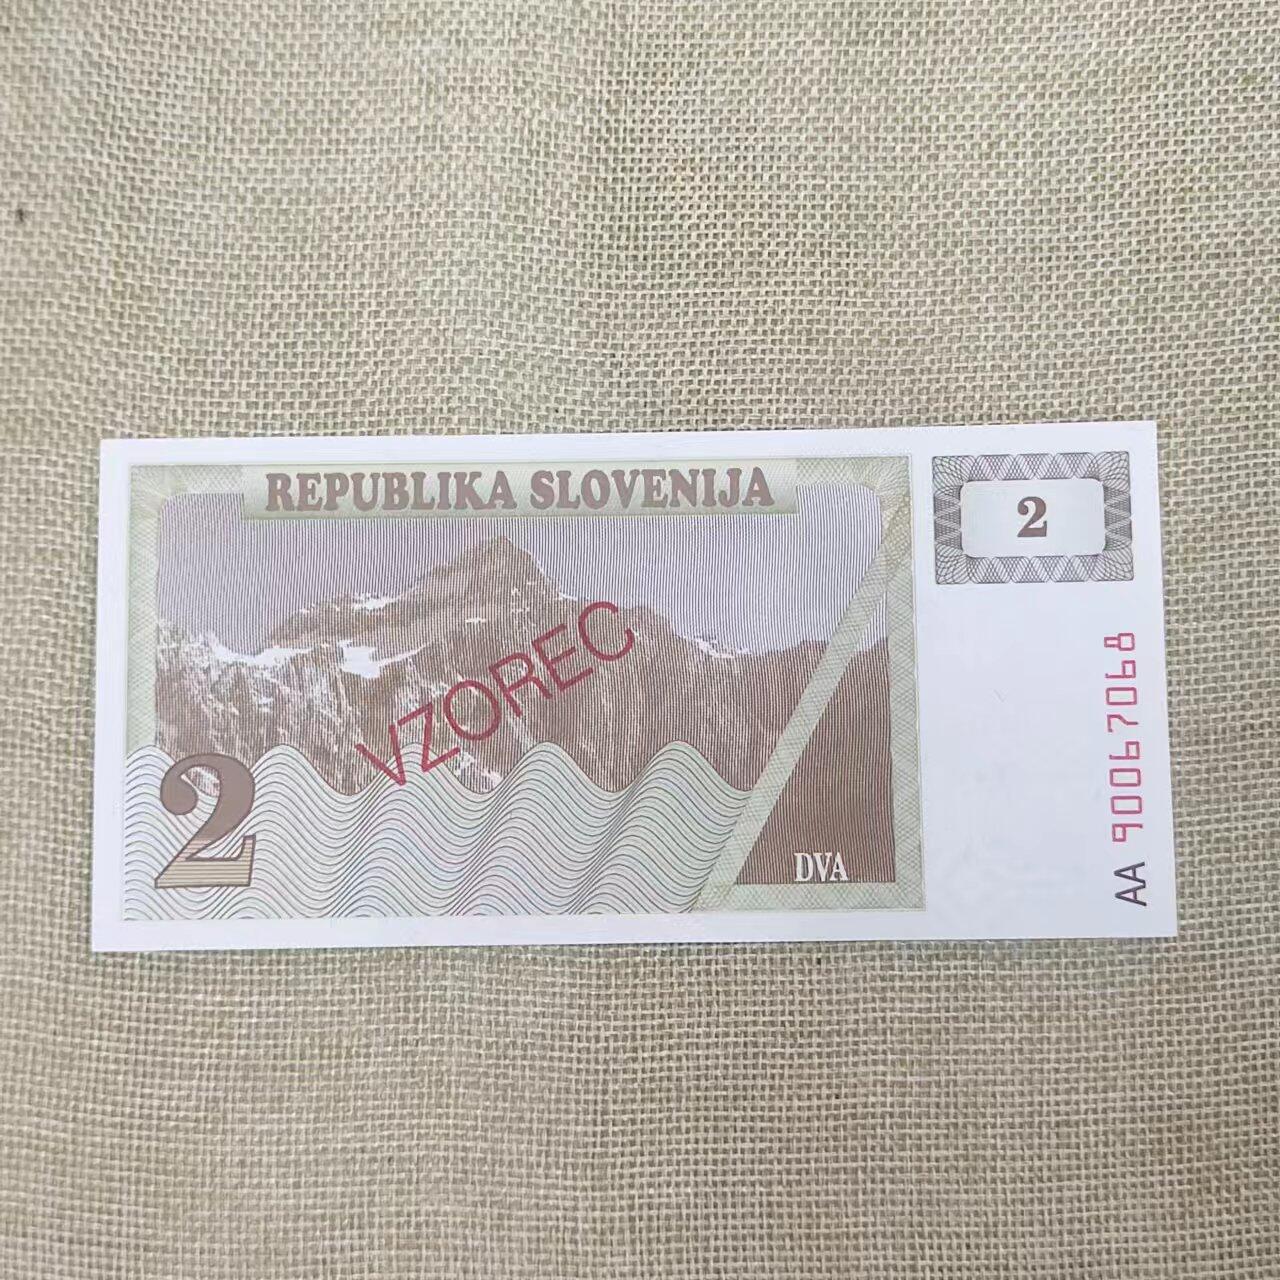 REPUBLIKA SLOVENIJA
2
VZOREC
2
DVA
AA 90067068